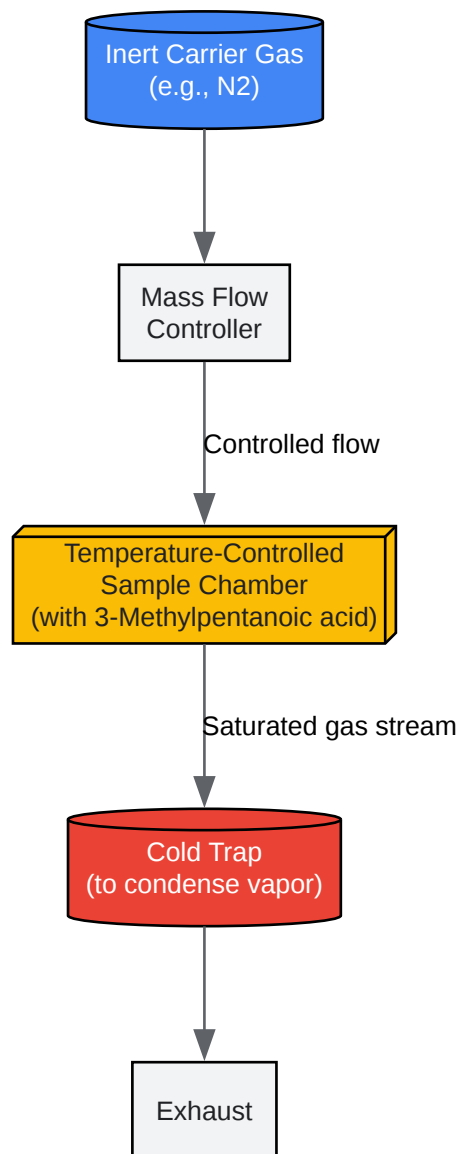 Inert Carrier Gas
(e.g., N2)
Mass Flow
Controller
Controlled flow
Temperature-Controlled
Sample Chamber
(with 3-Methylpentanoic acid)
Saturated gas stream
Cold Trap
(to condense vapor)
Exhaust